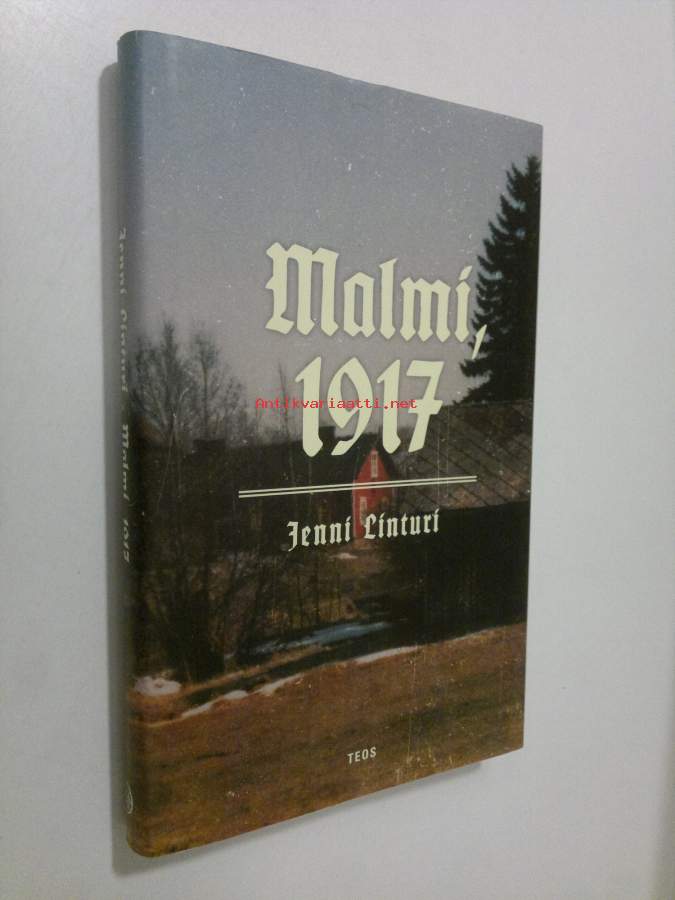 Malmi,
1917
Antikvariaatti.net
Jenni Linturi
TEOS
Jenni Linturi Malmi, 1917